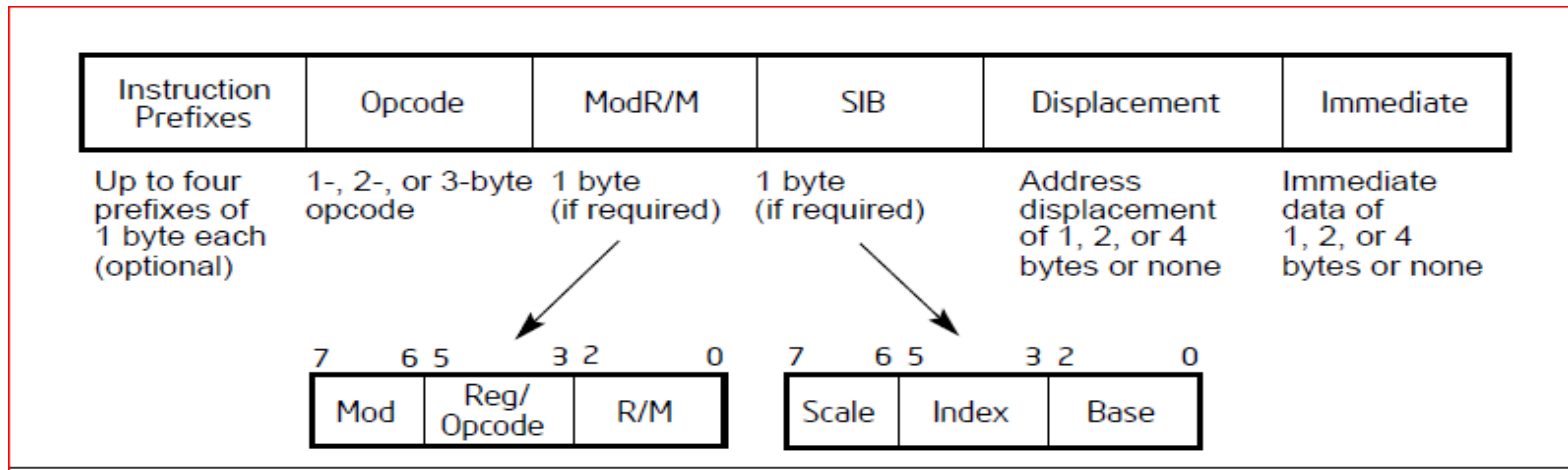 Instruction Prefixes
Opcode
ModR/M
SIB
Displacement
Immediate
Up to four
prefixes of
1 byte each
(optional)
1-, 2-, or 3-byte
opcode
1 byte
(if required)
1 byte
(if required)
Address
displacement
of 1, 2, or 4
bytes or none
Immediate
data of
1, 2, or 4
bytes or none
7 6 5 3 2 0
Mod
Reg/
Opcode
R/M
7 6 5 3 2 0
Scale
Index
Base